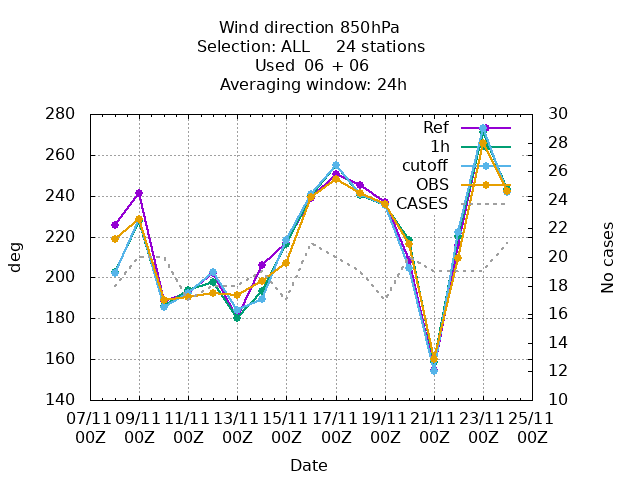 Wind direction 850hPa
Selection: ALL     24 stations
Used  06 + 06
Averaging window: 24h
280
260
240
220
200
180
160
140
deg
30
28
26
24
22
20
18
16
14
12
10
No cases
Ref
1h
cutoff
OBS
CASES
07/11 09/11 11/11 13/11 15/11 17/11 19/11 21/11 23/11 25/11
00Z 00Z 00Z 00Z 00Z 00Z 00Z 00Z 00Z 00Z
Date